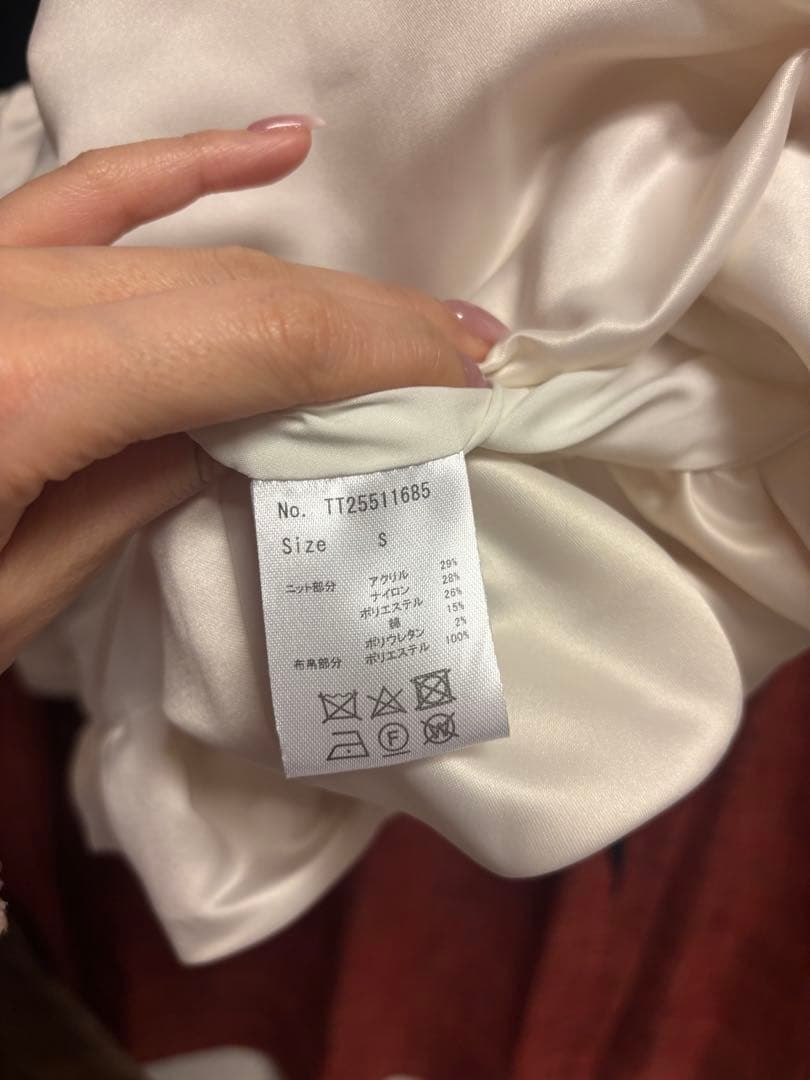 No. TT25511685
Size S
ニット部分 アクリル 29%
ナイロン 28%
ポリエステル 26%
綿 15%
ポリウレタン 2%
布帛部分 ポリエステル 100%
F
W